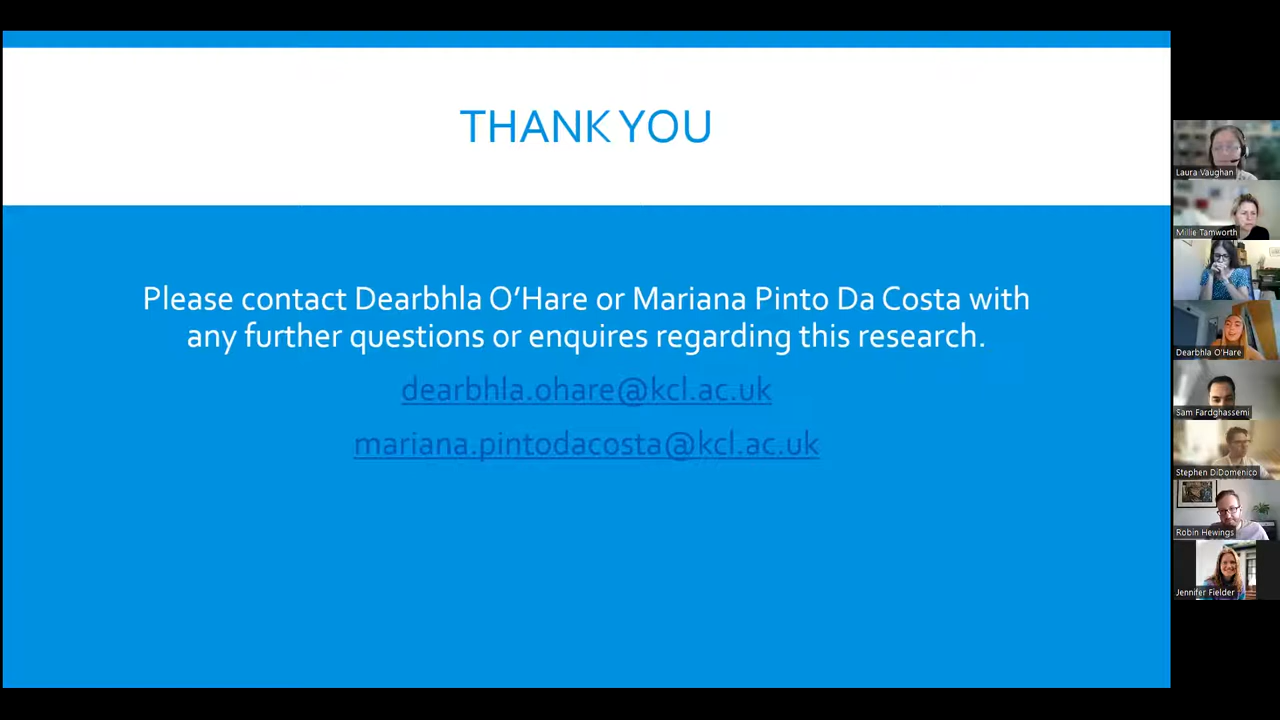 THANK YOU
Please contact Dearbhla O’Hare or Mariana Pinto Da Costa with
any further questions or enquires regarding this research.
dearbhla.ohare@kcl.ac.uk
mariana.pintodacosta@kcl.ac.uk
Laura Vaughan
Millie Tamworth
Dearbhla O'Hare
Sam Fardghassemi
Stephen DiDomenico
Robin Hewings
Jennifer Fielder